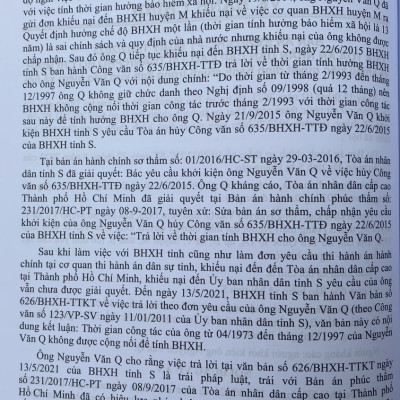 với việc tính thời gian hưởng bảo hiểm xã hội. Ngày
gửi đơn khiếu nại đến BHXH huyện M khiếu nại về việc cơ quan BHXH huyện M ra
Quyết định hưởng chế độ BHXH một lần (thời gian tính hưởng bảo hiểm xã hội là 13
năm) là sai chính sách và quy định của nhà nước nhưng khiếu nại của ông không được
chấp nhận. Sau đó ông Q tiếp tục khiếu nại đến BHXH tỉnh S, ngày 22/6/2015 BHXH
tỉnh S ban hành Công văn số 635/BHXH-TTĐ trả lời về thời gian tính hưởng BHXH
cho ông Nguyễn Văn Q với nội dung chính: “Do thời gian từ tháng 2/1993 đến tháng
12/1997 ông Q không giữ chức danh theo Nghị định số 09/1998 (quá 12 tháng) nên
BHXH không cộng nối thời gian công tác trước tháng 2/1993 với thời gian công tác
sau này để tính hưởng BHXH cho ông Q. Ngày 21/9/2015 ông Nguyễn Văn Q khởi
kiện BHXH tỉnh S yêu cầu Tòa án hủy Công văn số 635/BHXH-TTĐ ngày 22/6/2015
của BHXH tỉnh S.
Tại bản án hành chính sơ thẩm số: 01/2016/HC-ST ngày 29-03-2016, Tòa án nhân
dân tỉnh S đã giải quyết: Bác yêu cầu khởi kiện ông Nguyễn Văn Q về việc hủy Công
văn số 635/BHXH-TTĐ ngày 22/6/2015. Ông Q kháng cáo, Tòa án nhân dân cấp cao
Thành phố Hồ Chí Minh đã giải quyết tại Bản án hành chính phúc thẩm số:
231/2017/HC-PT ngày 08-9-2017, tuyên xử: Sửa bản án sơ thẩm, chấp nhận yêu cầu
khởi kiện của ông Nguyễn Văn Q hủy Công văn số 635/BHXH-TTĐ ngày 22/6/2015
của BHXH tỉnh S về việc: “Trả lời về thời gian tính BHXH cho ông Nguyễn Văn Q.
Sau khi làm việc với BHXH tỉnh cũng như làm đơn yêu cầu thi hành án hành
chính tại cơ quan thi hành án dân sự tỉnh, khiếu nại đến đến Tòa án nhân dân cấp cao
tại Thành phố Hồ Chí Minh, khiếu nại đến Ủy ban nhân dân tỉnh S yêu cầu của ông
vẫn chưa được giải quyết. Đến ngày 13/5/2021, BHXH tỉnh S ban hành Văn bản số
626/BHXH-TTKT về việc trả lời theo đơn yêu cầu của ông Nguyễn Văn Q (theo Công
văn số 123/VP-SV ngày 11/01/2011 của Ủy ban nhân dân tỉnh S), văn bản này có nội
dung kết luận: Thời gian công tác của ông từ 04/1973 đến tháng 12/1997 của Nguyễn
Văn Q không được cộng nối để tính BHXH.
Ông Nguyễn Văn Q cho rằng việc trả lời tại văn bản số 626/BHXH-TTKT ngày
13/5/2021 của BHXH tỉnh S là trái pháp luật, trái với Bản án phúc thẩm
số 231/2017/HC-PT ngày 08/9/2017 của Tòa án nhân dân cấp cao tại Thành phố
Hồ Chí Minh đã có hiệu lực